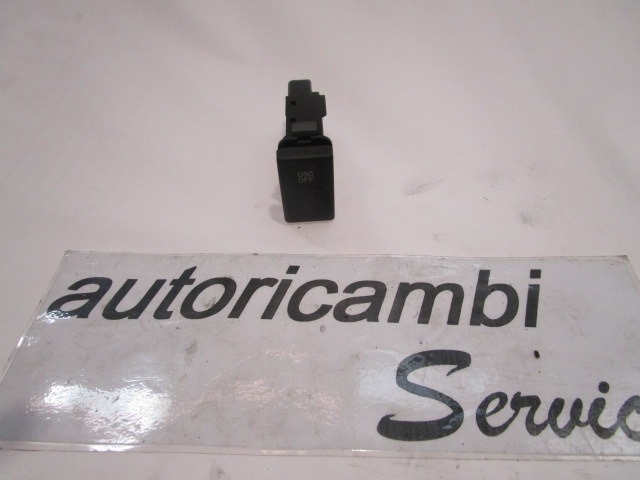 DSC
OFF
autoricambi
Servic